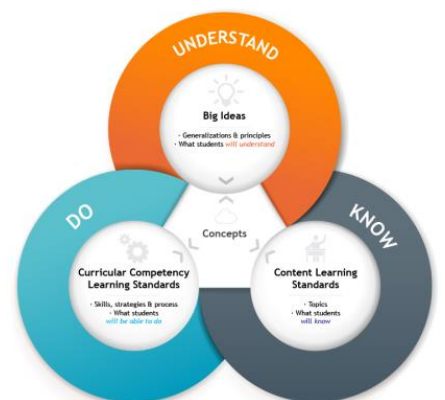 UNDERSTAND
Big Ideas
· Generalizations & principles
· What students will understand
Concepts
DO
Curricular Competency
Learning Standards
· Skills, strategies & process
· What students
will be able to do
KNOW
Content Learning
Standards
· Topics
· What students
will know